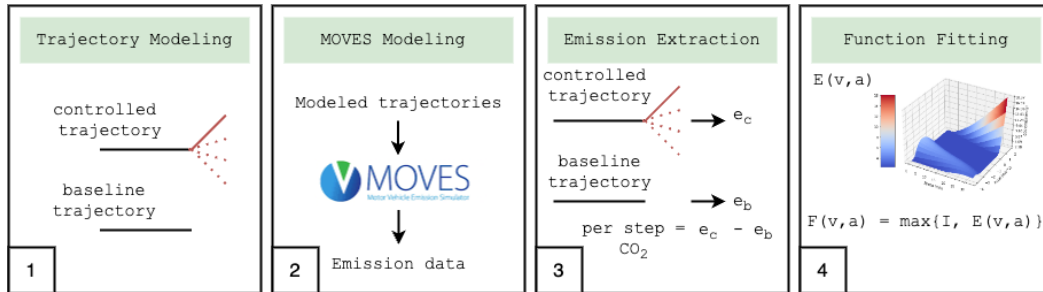 Trajectory Modeling
controlled
trajectory
baseline
trajectory
1
MOVES Modeling
Modeled trajectories
MOVES
Motor Vehicle Emission Simulator
Emission data
2
Emission Extraction
controlled
trajectory
e_c
baseline
trajectory
e_b
per step = e_c - e_b
CO₂
3
Function Fitting
E(v,a)
F(v,a) = max{I, E(v,a)}
4